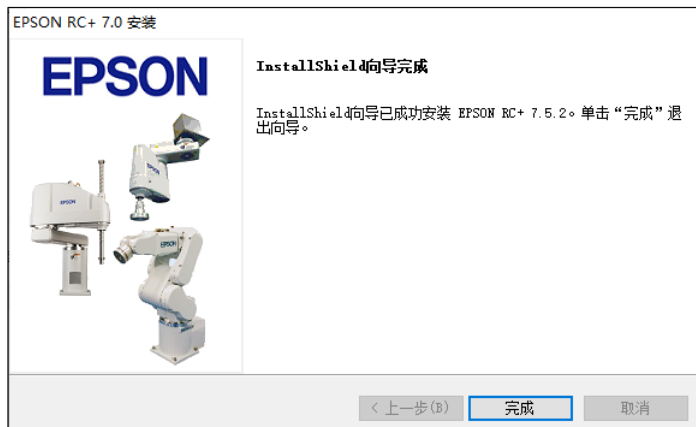 EPSON RC+ 7.0 安装
EPSON
InstallShield向导完成
InstallShield向导已成功安装 EPSON RC+ 7.5.2。单击“完成”退
出向导。
EPSON
EPSON
EPSON
< 上一步(B)
完成
取消